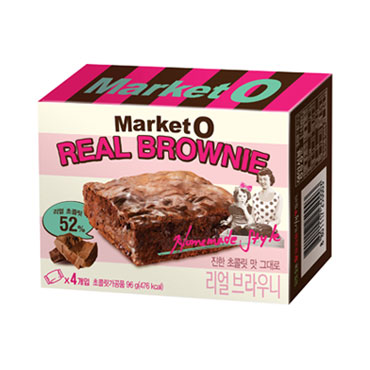 Market O
Market O
REAL BROWNIE
리얼 초콜릿
52%
Homemade Style
진한 초콜릿 맛 그대로
리얼 브라우니
x4개입 초콜릿가공품 96 g(476 kcal)